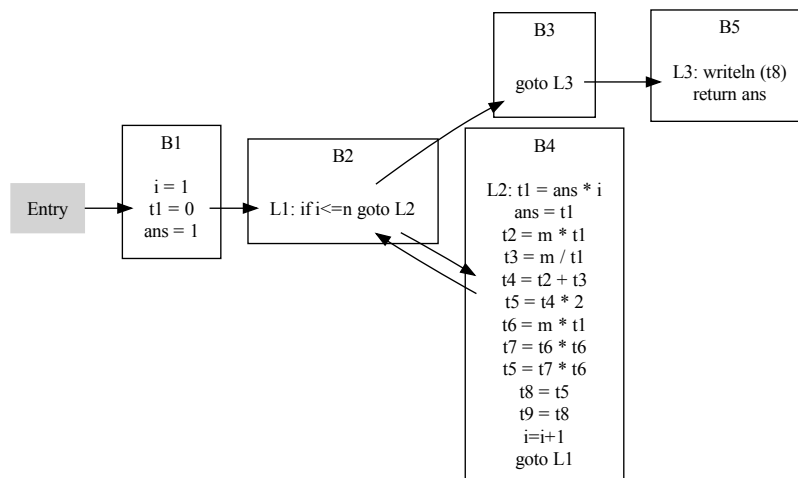 Entry
B1
i = 1
t1 = 0
ans = 1
B2
L1: if i<=n goto L2
B3
goto L3
B4
L2: t1 = ans * i
ans = t1
t2 = m * t1
t3 = m / t1
t4 = t2 + t3
t5 = t4 * 2
t6 = m * t1
t7 = t6 * t6
t5 = t7 * t6
t8 = t5
t9 = t8
i=i+1
goto L1
B5
L3: writeln (t8)
return ans